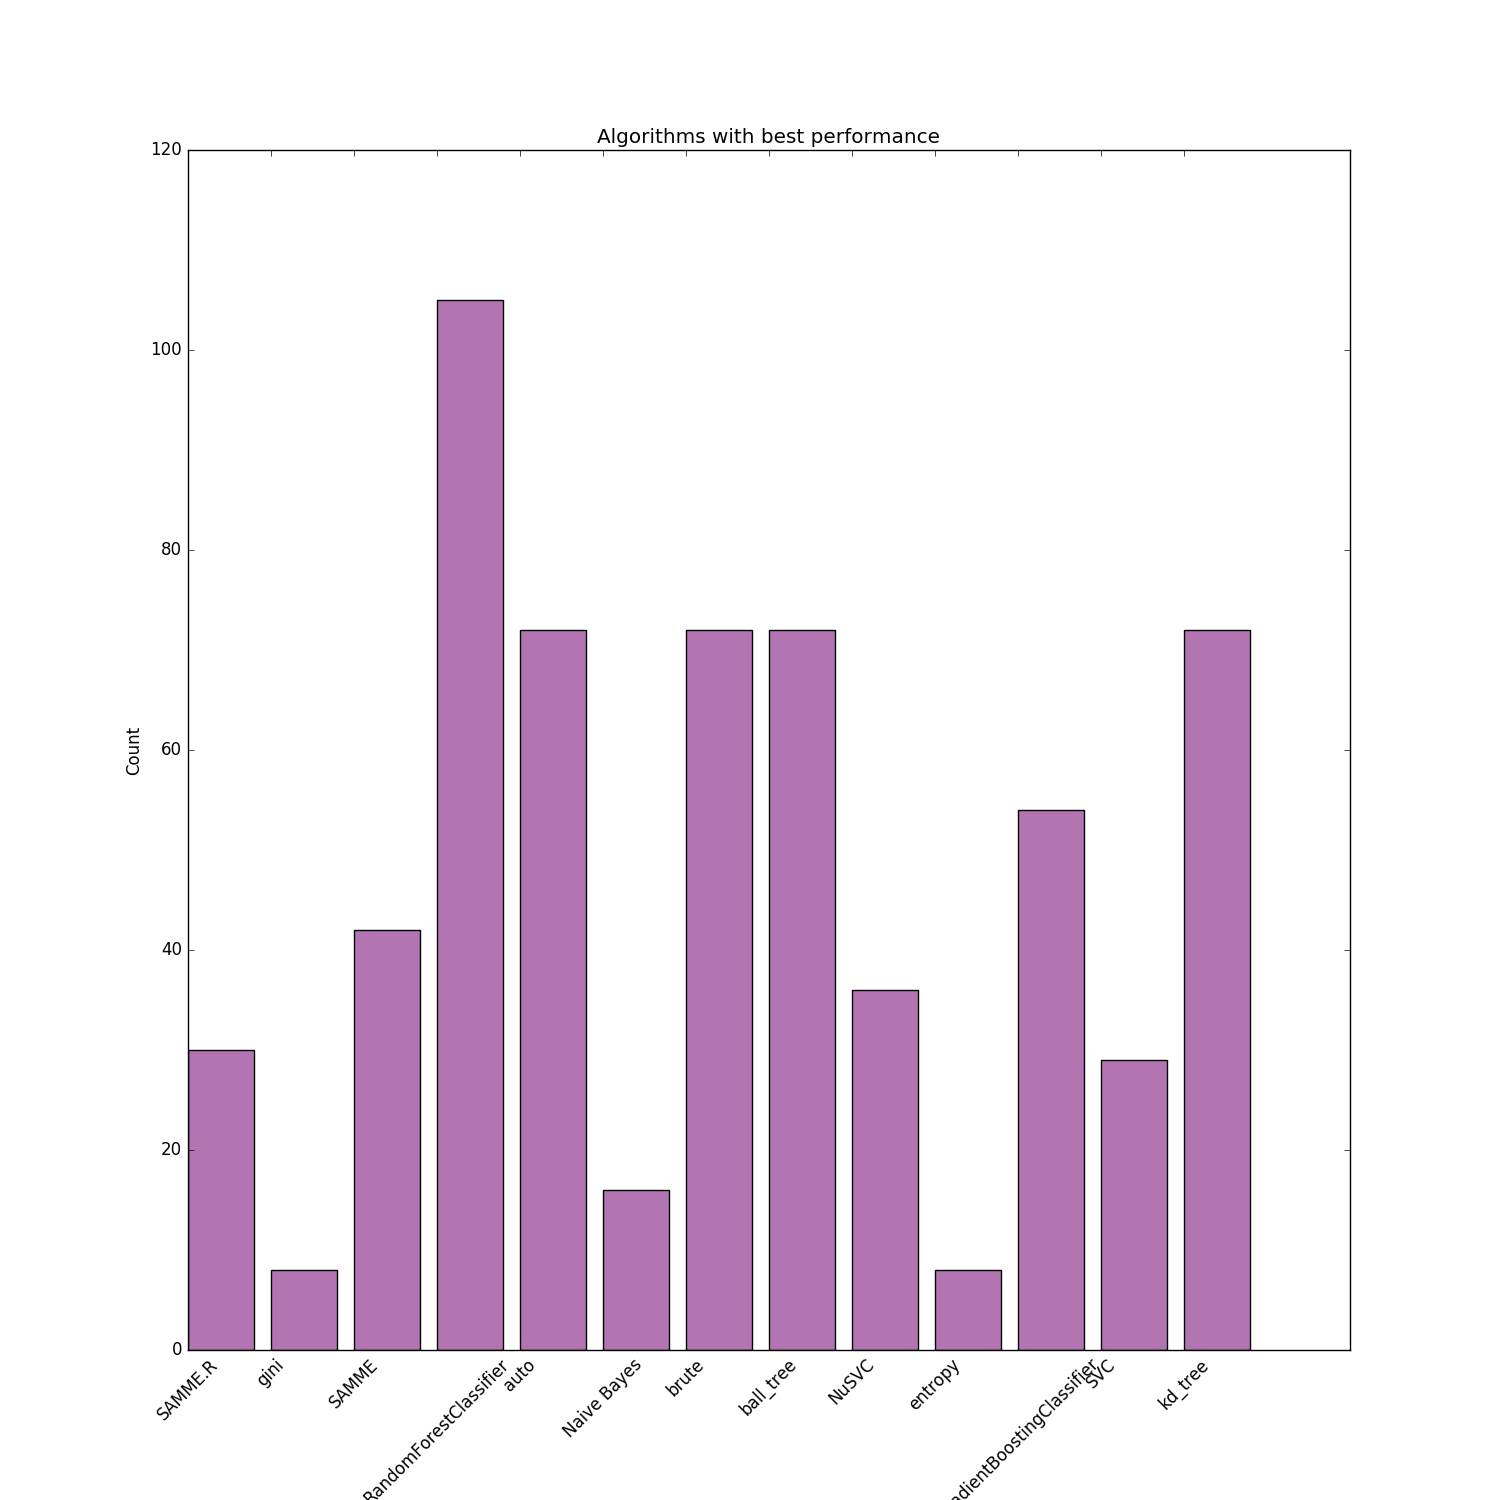 Algorithms with best performance
120
100
80
60
40
20
0
Count
SAMME.R
gini
SAMME
RandomForestClassifier
auto
Naive Bayes
brute
ball_tree
NuSVC
entropy
adientBoostingClassifier
SVC
kd_tree